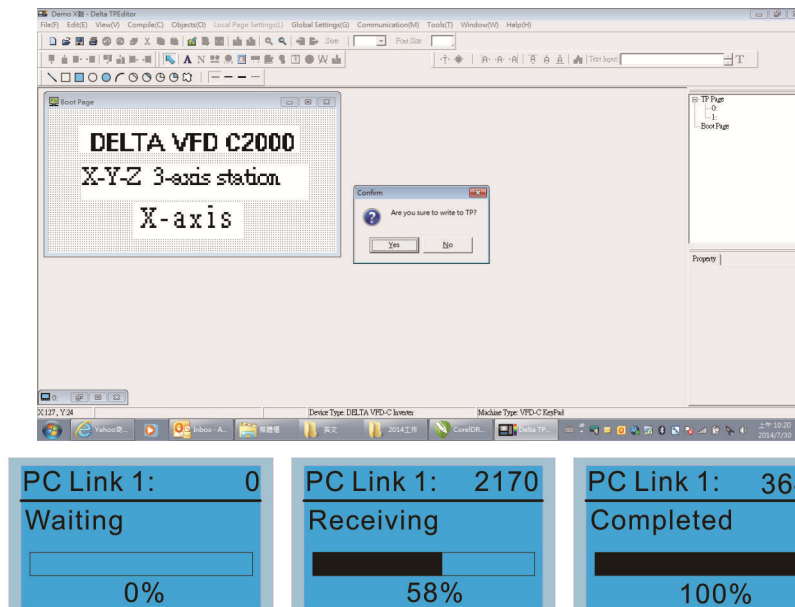 Demo X軸 - Delta TPEditor
File(F) Edit(E) View(V) Compile(C) Objects(O) Local Page Settings(L) Global Settings(G) Communication(M) Tools(T) Window(W) Help(H)
Size: Font Size
Text Input
Boot Page
DELTA VFD C2000
X-Y-Z 3-axis station
X-axis
Confirm
Are you sure to write to TP?
Yes No
TP Page
0:
1:
Boot Page
Property
0:
X:127, Y:24 Device Type: DELTA VFD-C Inverter Machine Type: VFD-C KeyPad
Inbox - A... 英文 2014工作 CorelDR... Delta TP...
上午 10:20
2014/7/30
PC Link 1: 0
Waiting
0%
PC Link 1: 2170
Receiving
58%
PC Link 1:
Completed
100%